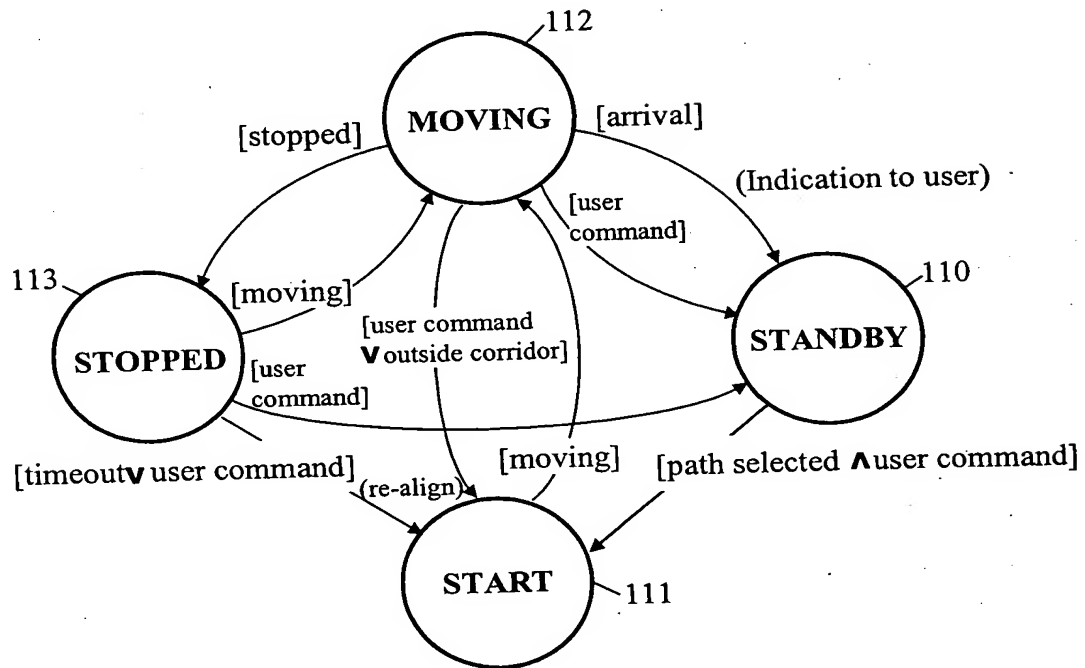 112
MOVING
[stopped]
[arrival]
(Indication to user)
[user
command]
113
110
[moving]
[user command
V outside corridor]
STANDBY
STOPPED
[user
command]
[moving]
[timeout V user command]
[path selected Λ user command]
(re-align)
START
111